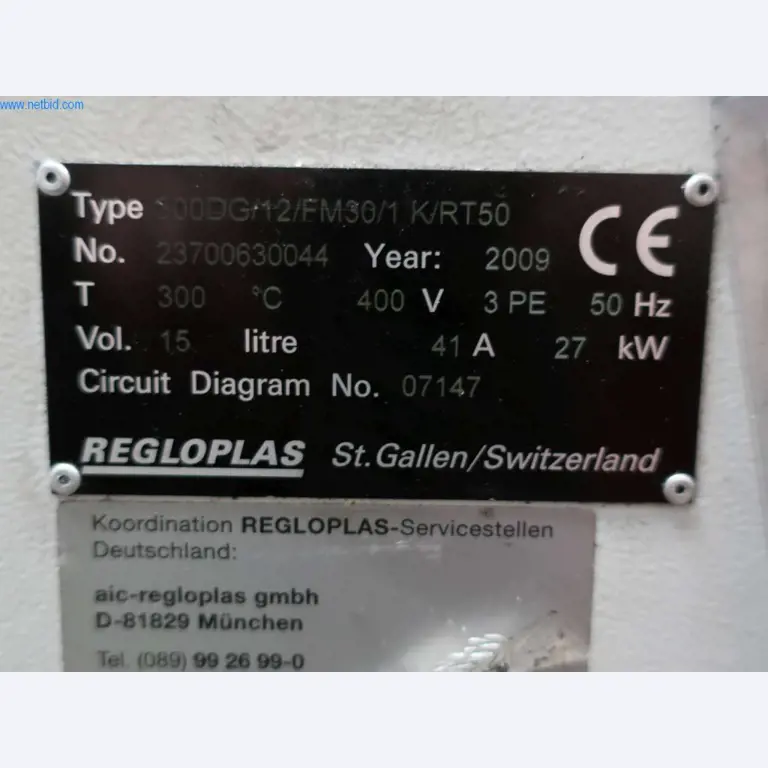 www.netbid.com
Type 300DG/12/FM30/1 K/RT50
No. 23700630044 Year: 2009 CE
T 300 °C 400 V 3 PE 50 Hz
Vol. 15 litre 41 A 27 kW
Circuit Diagram No. 07147
REGLOPLAS St.Gallen/Switzerland
Koordination REGLOPLAS-Servicestellen
Deutschland:
aic-regloplas gmbh
D-81829 München
Tel. (089) 99 26 99-0